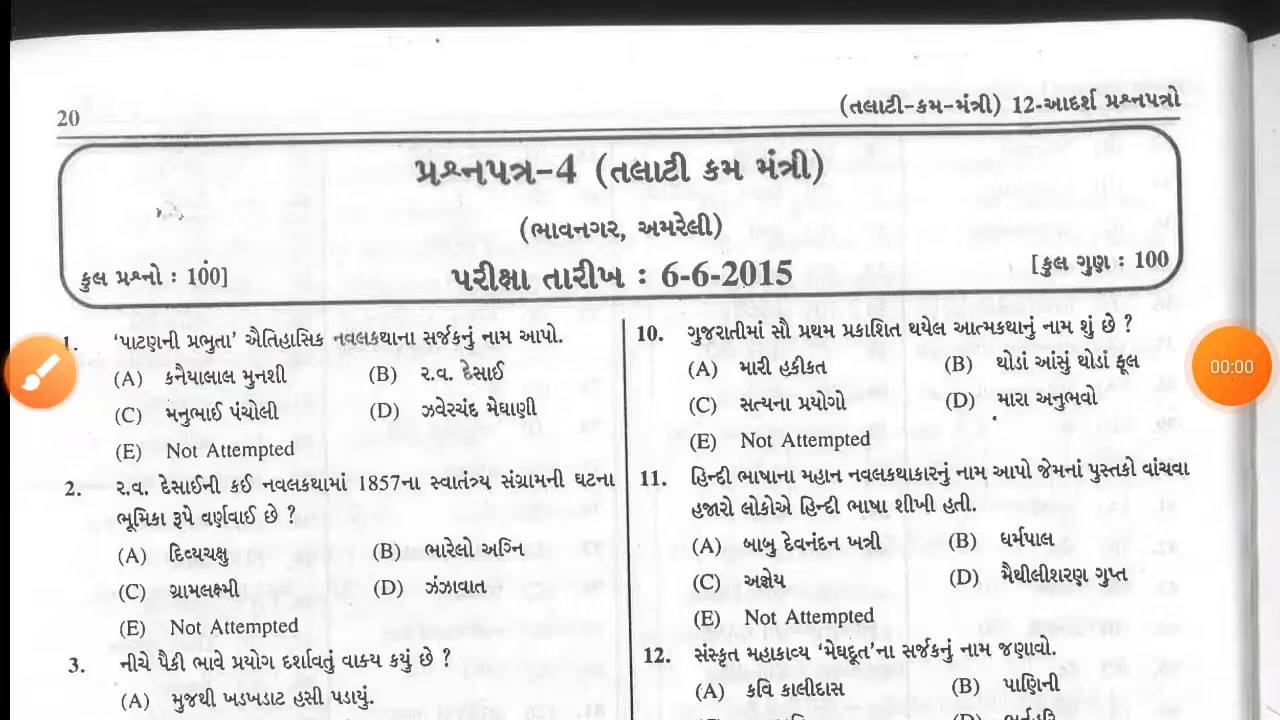 20
(તલાટી-કમ-મંત્રી) 12-આદર્શ પ્રશ્નપત્રો
પ્રશ્નપત્ર-4 (તલાટી કમ મંત્રી)
(ભાવનગર, અમરેલી)
કુલ પ્રશ્નો : 100]
પરીક્ષા તારીખ : 6-6-2015
[કુલ ગુણ : 100
1. 'પાટણની પ્રભુતા' ઐતિહાસિક નવલકથાના સર્જકનું નામ આપો.
(A) કનૈયાલાલ મુનશી (B) ર.વ. દેસાઈ
(C) મનુભાઈ પંચોલી (D) ઝવેરચંદ મેઘાણી
(E) Not Attempted
2. ર.વ. દેસાઈની કઈ નવલકથામાં 1857ના સ્વાતંત્ર્ય સંગ્રામની ઘટના
ભૂમિકા રૂપે વર્ણવાઈ છે ?
(A) દિવ્યચક્ષુ (B) ભારેલો અગ્નિ
(C) ગ્રામલક્ષ્મી (D) ઝંઝાવાત
(E) Not Attempted
3. નીચે પૈકી ભાવે પ્રયોગ દર્શાવતું વાક્ય કયું છે ?
(A) મુજથી ખડખડાટ હસી પડાયું.
10. ગુજરાતીમાં સૌ પ્રથમ પ્રકાશિત થયેલ આત્મકથાનું નામ શું છે ?
(A) મારી હકીકત (B) થોડાં આંસું થોડાં ફૂલ
(C) સત્યના પ્રયોગો (D) મારા અનુભવો
(E) Not Attempted
11. હિન્દી ભાષાના મહાન નવલકથાકારનું નામ આપો જેમનાં પુસ્તકો વાંચવા
હજારો લોકોએ હિન્દી ભાષા શીખી હતી.
(A) બાબુ દેવનંદન ખત્રી (B) ધર્મપાલ
(C) અજ્ઞેય (D) મૈથીલીશરણ ગુપ્ત
(E) Not Attempted
12. સંસ્કૃત મહાકાવ્ય 'મેઘદૂત'ના સર્જકનું નામ જણાવો.
(A) કવિ કાલીદાસ (B) પાણિની
00:00